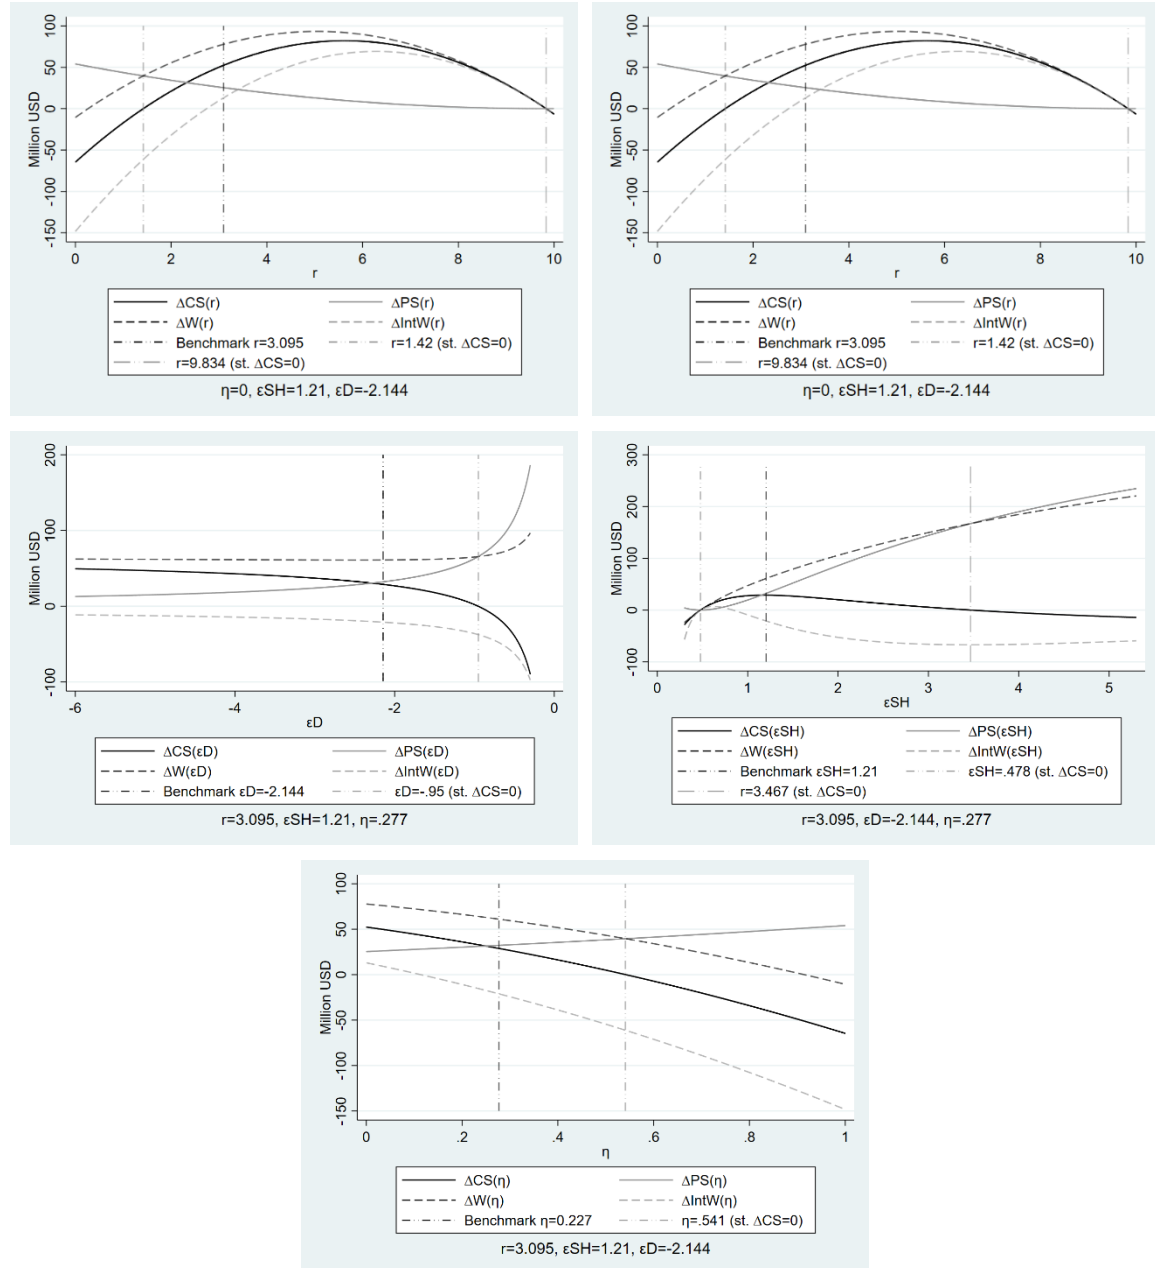 Million USD
100
50
0
-50
-100
-150
0 2 4 6 8 10
r
ΔCS(r) ΔPS(r)
ΔW(r) ΔIntW(r)
Benchmark r=3.095 r=1.42 (st. ΔCS=0)
r=9.834 (st. ΔCS=0)
η=0, εSH=1.21, εD=-2.144
Million USD
100
50
0
-50
-100
-150
0 2 4 6 8 10
r
ΔCS(r) ΔPS(r)
ΔW(r) ΔIntW(r)
Benchmark r=3.095 r=1.42 (st. ΔCS=0)
r=9.834 (st. ΔCS=0)
η=0, εSH=1.21, εD=-2.144
Million USD
200
100
0
-100
-6 -4 -2 0
εD
ΔCS(εD) ΔPS(εD)
ΔW(εD) ΔIntW(εD)
Benchmark εD=-2.144 εD=-.95 (st. ΔCS=0)
r=3.095, εSH=1.21, η=.277
Million USD
300
200
100
0
-100
0 1 2 3 4 5
εSH
ΔCS(εSH) ΔPS(εSH)
ΔW(εSH) ΔIntW(εSH)
Benchmark εSH=1.21 εSH=.478 (st. ΔCS=0)
r=3.467 (st. ΔCS=0)
r=3.095, εD=-2.144, η=.277
Million USD
100
50
0
-50
-100
-150
0 .2 .4 .6 .8 1
η
ΔCS(η) ΔPS(η)
ΔW(η) ΔIntW(η)
Benchmark η=0.227 η=.541 (st. ΔCS=0)
r=3.095, εSH=1.21, εD=-2.144